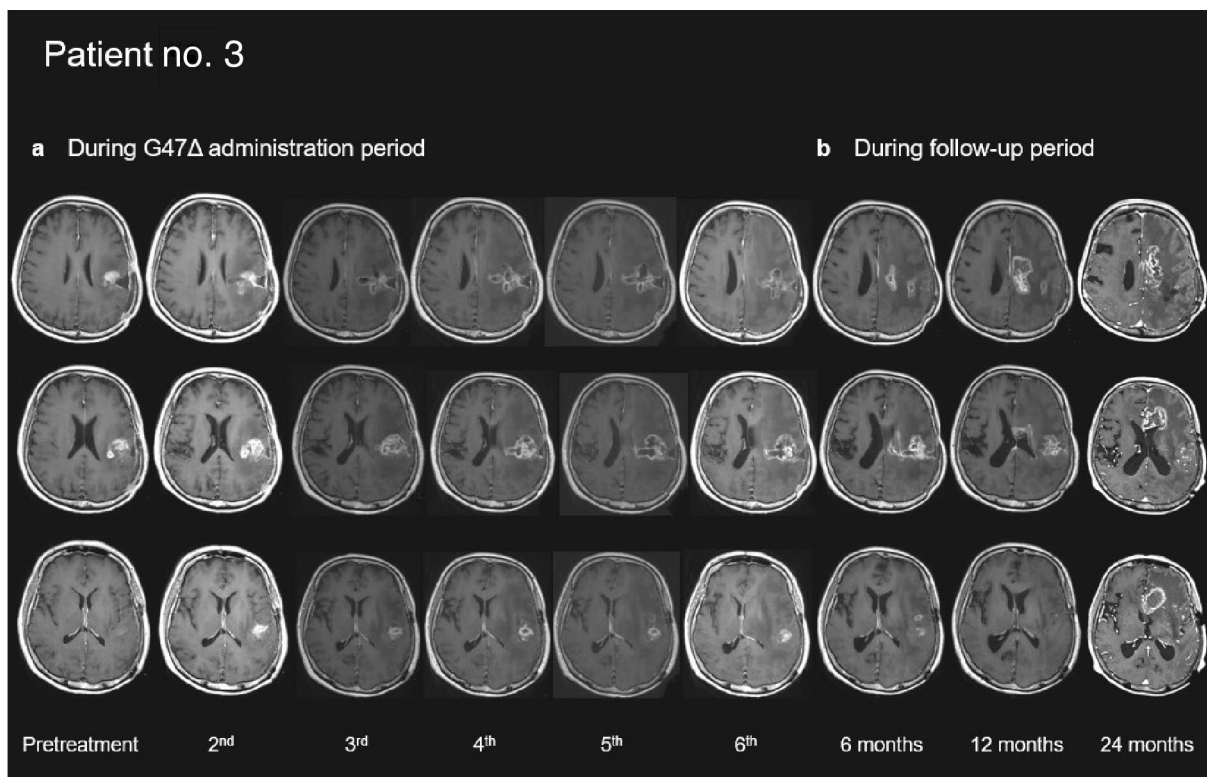 Patient no. 3
a During G47Δ administration period
b During follow-up period
Pretreatment 2nd 3rd 4th 5th 6th 6 months 12 months 24 months